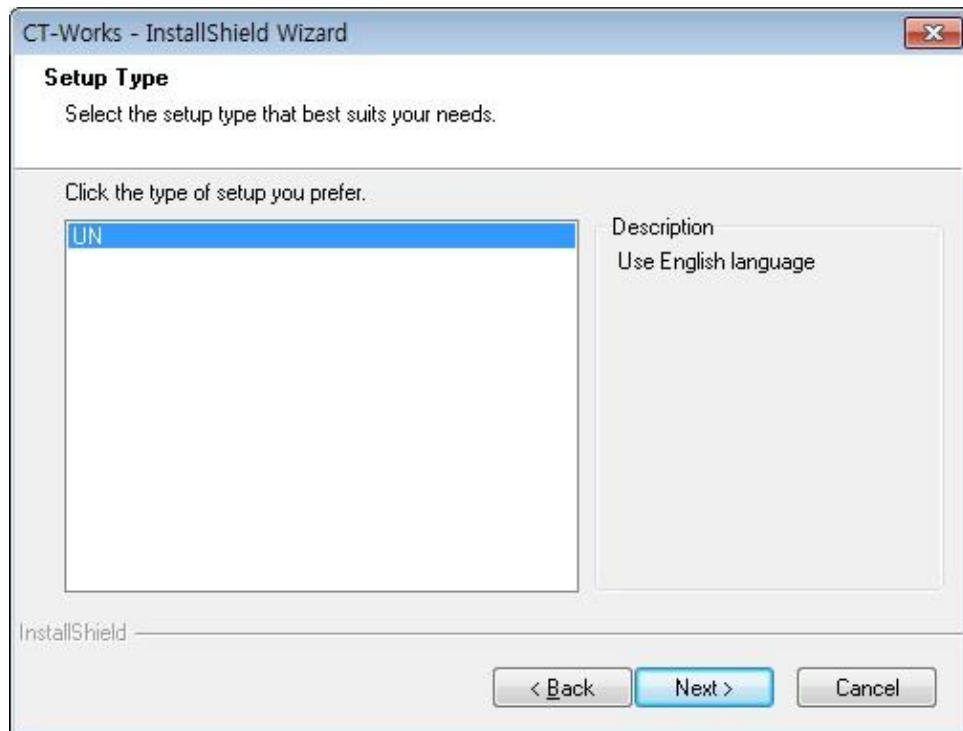 CT-Works - InstallShield Wizard
Setup Type
Select the setup type that best suits your needs.
Click the type of setup you prefer.
UN
Description
Use English language
InstallShield
< Back
Next >
Cancel